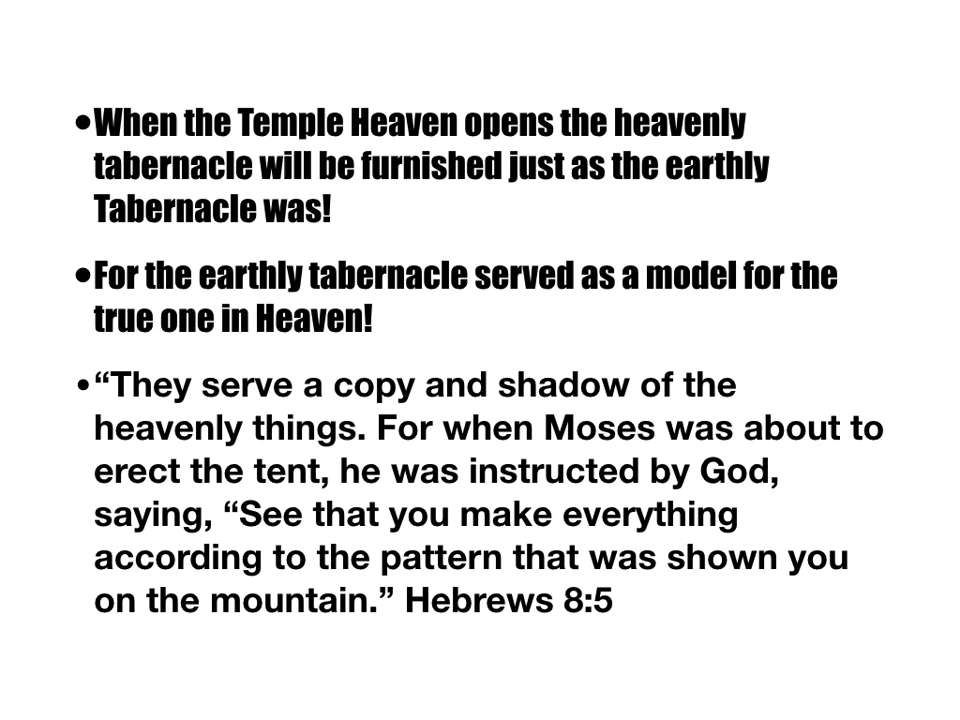 •When the Temple Heaven opens the heavenly
tabernacle will be furnished just as the earthly
Tabernacle was!
•For the earthly tabernacle served as a model for the
true one in Heaven!
•“They serve a copy and shadow of the
heavenly things. For when Moses was about to
erect the tent, he was instructed by God,
saying, “See that you make everything
according to the pattern that was shown you
on the mountain.” Hebrews 8:5